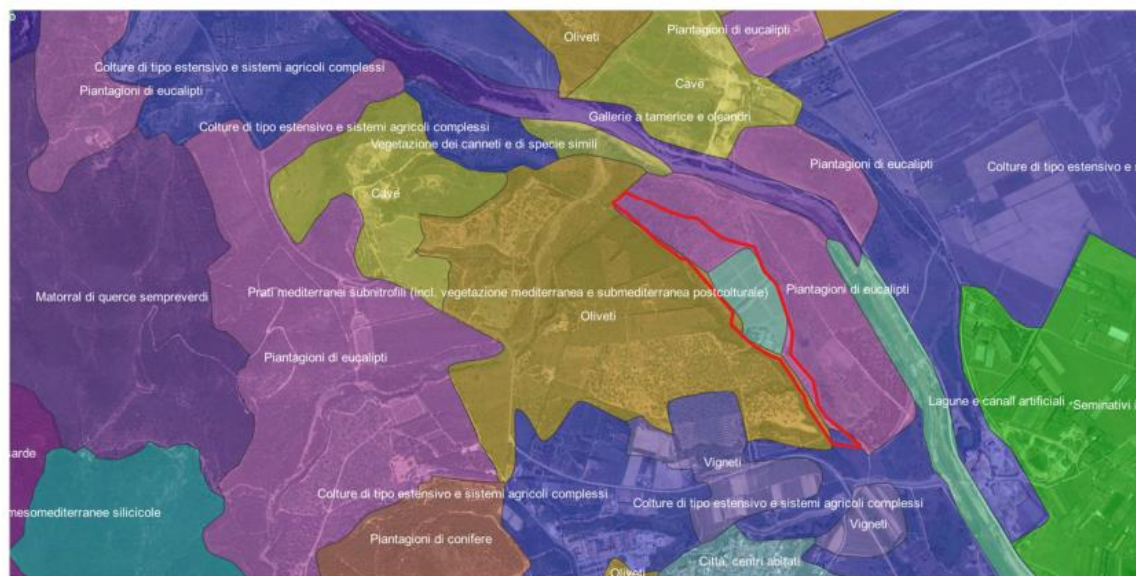 Piantagioni di eucalipti
Oliveti
Colture di tipo estensivo e sistemi agricoli complessi
Cave
Piantagioni di eucalipti
Gallerie a tamerice e oleandri
Colture di tipo estensivo e sistemi agricoli complessi
Vegetazione dei canneti e di specie simili
Piantagioni di eucalipti
Colture di tipo estensivo e s
Cave
Prati mediterranei subnitrofili (incl. vegetazione mediterranea e submediterranea postcolturale)
Piantagioni di eucalipti
Matorral di querce sempreverdi
Oliveti
Piantagioni di eucalipti
Lagune e canali artificiali
Seminativi i
sarde
Vigneti
Colture di tipo estensivo e sistemi agricoli complessi
Colture di tipo estensivo e sistemi agricoli complessi
mesomediterranee silicicole
Vigneti
Piantagioni di conifere
Città, centri abitati
Oliveti